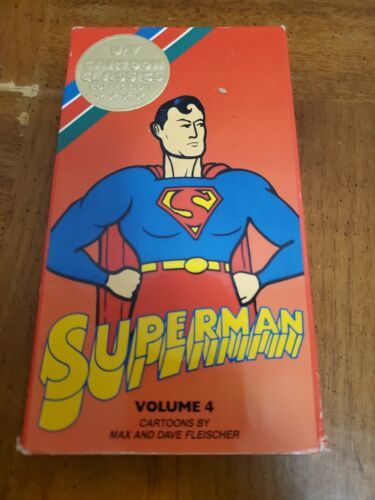 UAV
CARTOON
CLASSICS
COLLECTION
S
SUPERMAN
VOLUME 4
CARTOONS BY
MAX AND DAVE FLEISCHER